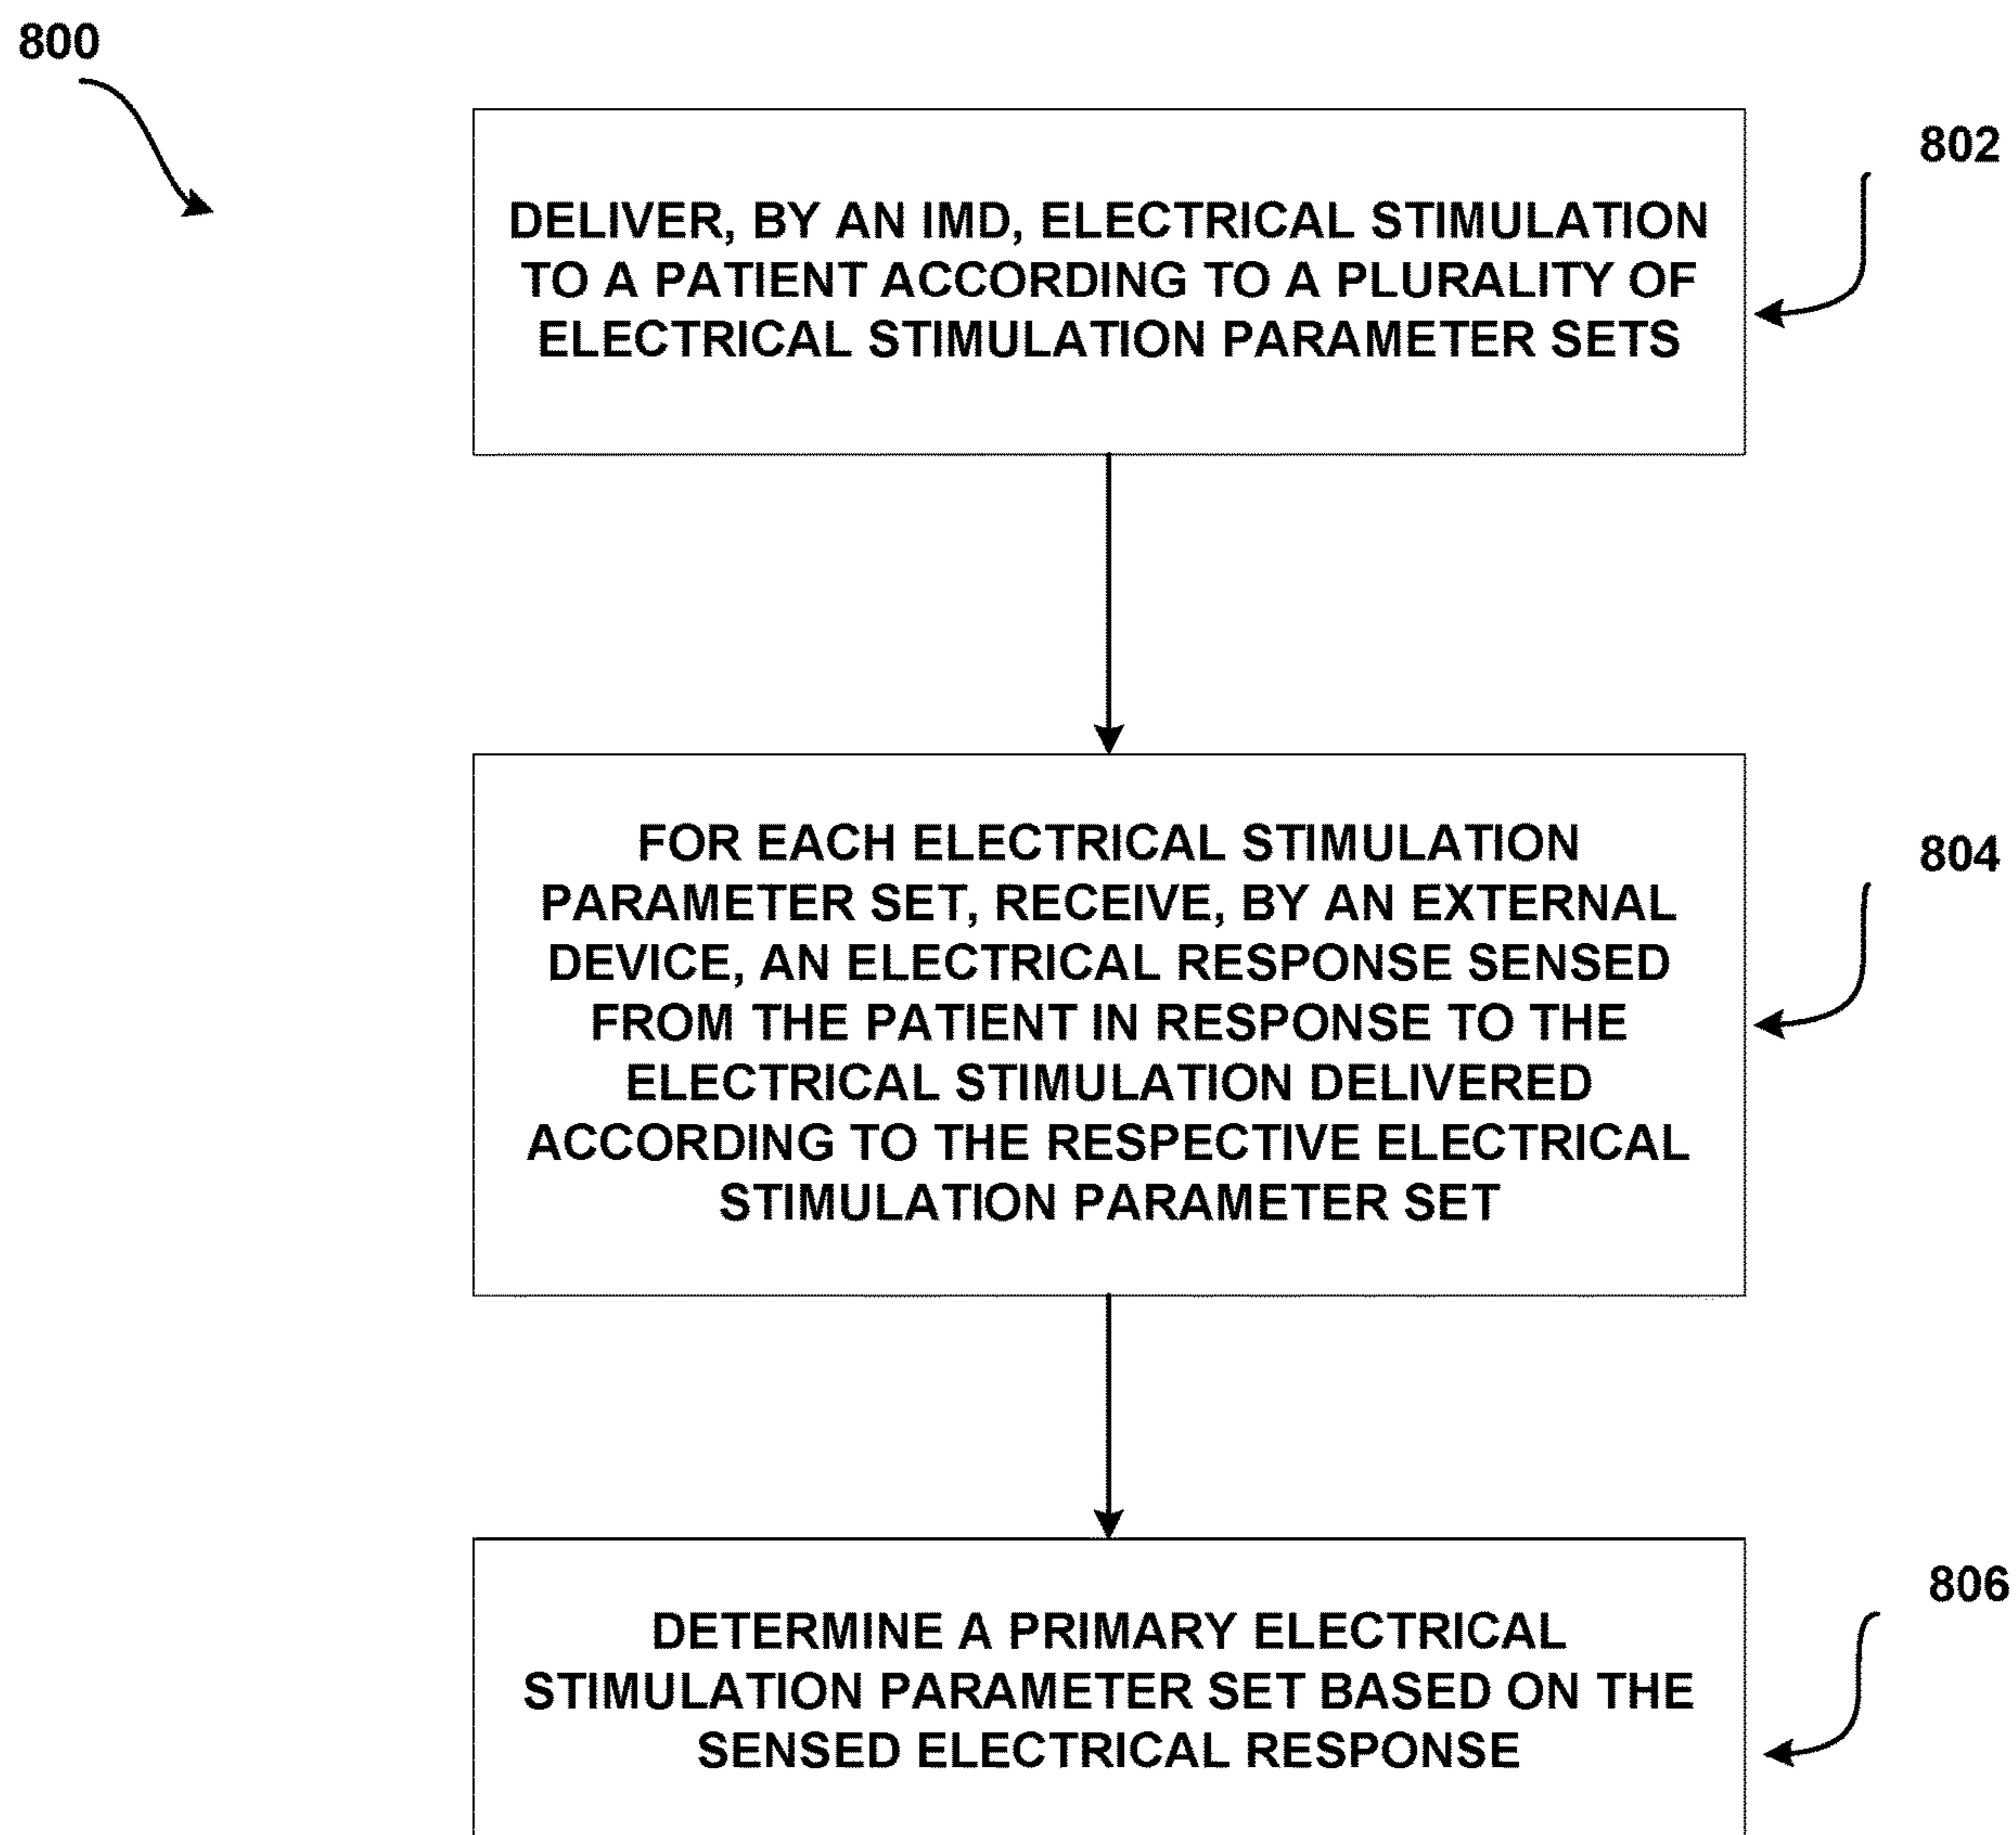 800
802
DELIVER, BY AN IMD, ELECTRICAL STIMULATION
TO A PATIENT ACCORDING TO A PLURALITY OF
ELECTRICAL STIMULATION PARAMETER SETS
804
FOR EACH ELECTRICAL STIMULATION
PARAMETER SET, RECEIVE, BY AN EXTERNAL
DEVICE, AN ELECTRICAL RESPONSE SENSED
FROM THE PATIENT IN RESPONSE TO THE
ELECTRICAL STIMULATION DELIVERED
ACCORDING TO THE RESPECTIVE ELECTRICAL
STIMULATION PARAMETER SET
806
DETERMINE A PRIMARY ELECTRICAL
STIMULATION PARAMETER SET BASED ON THE
SENSED ELECTRICAL RESPONSE